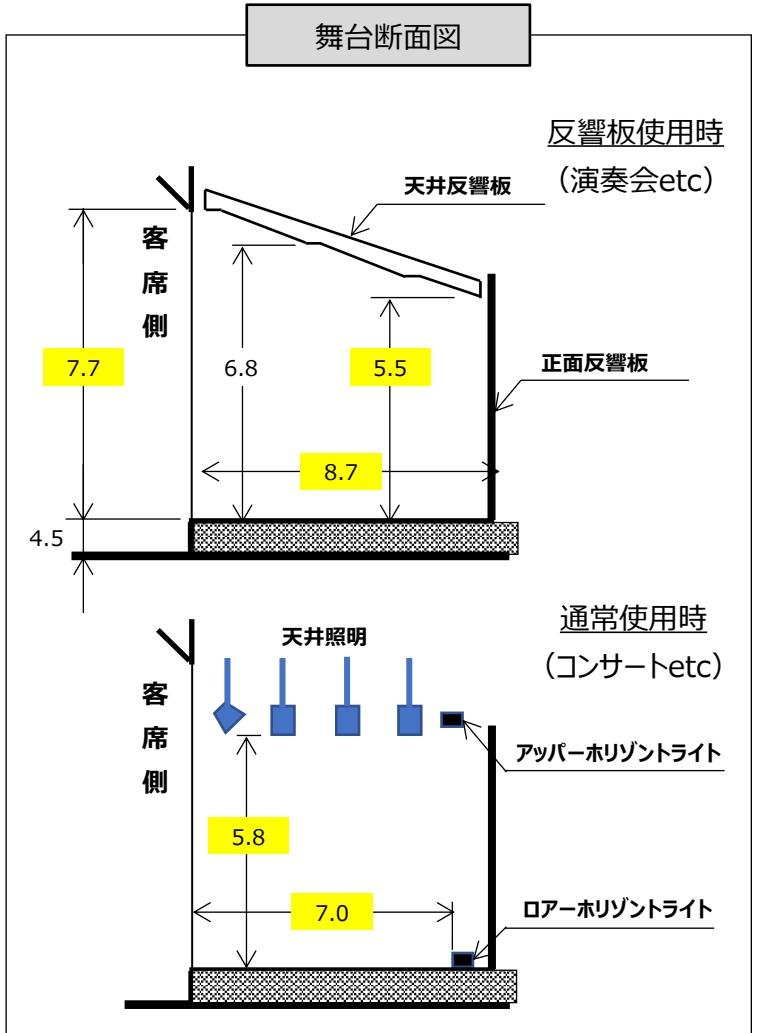 舞台断面図
反響板使用時
（演奏会etc）
天井反響板
客席側
7.7
6.8
5.5
正面反響板
8.7
4.5
通常使用時
（コンサートetc）
天井照明
客席側
アッパーホリゾントライト
5.8
7.0
ロアーホリゾントライト